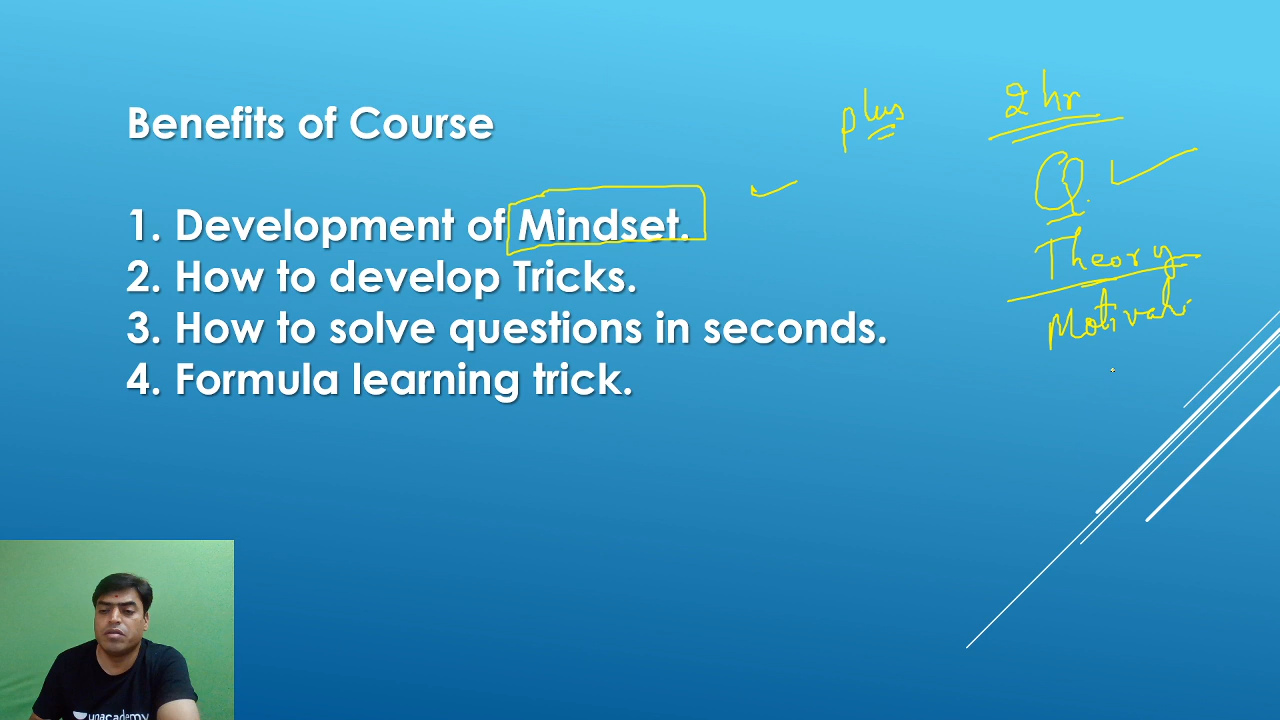 Benefits of Course
plus
2 hr
Q.
1. Development of Mindset.
Theory
2. How to develop Tricks.
3. How to solve questions in seconds.
4. Formula learning trick.
unacademy